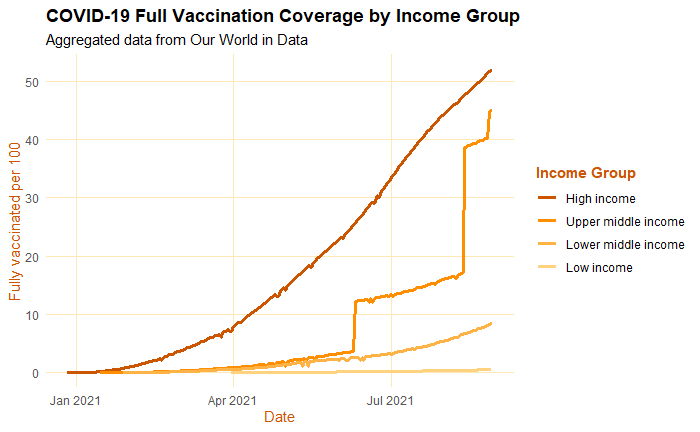 COVID-19 Full Vaccination Coverage by Income Group
Aggregated data from Our World in Data
Fully vaccinated per 100
50
40
30
20
10
0
Jan 2021
Apr 2021
Jul 2021
Date
Income Group
High income
Upper middle income
Lower middle income
Low income